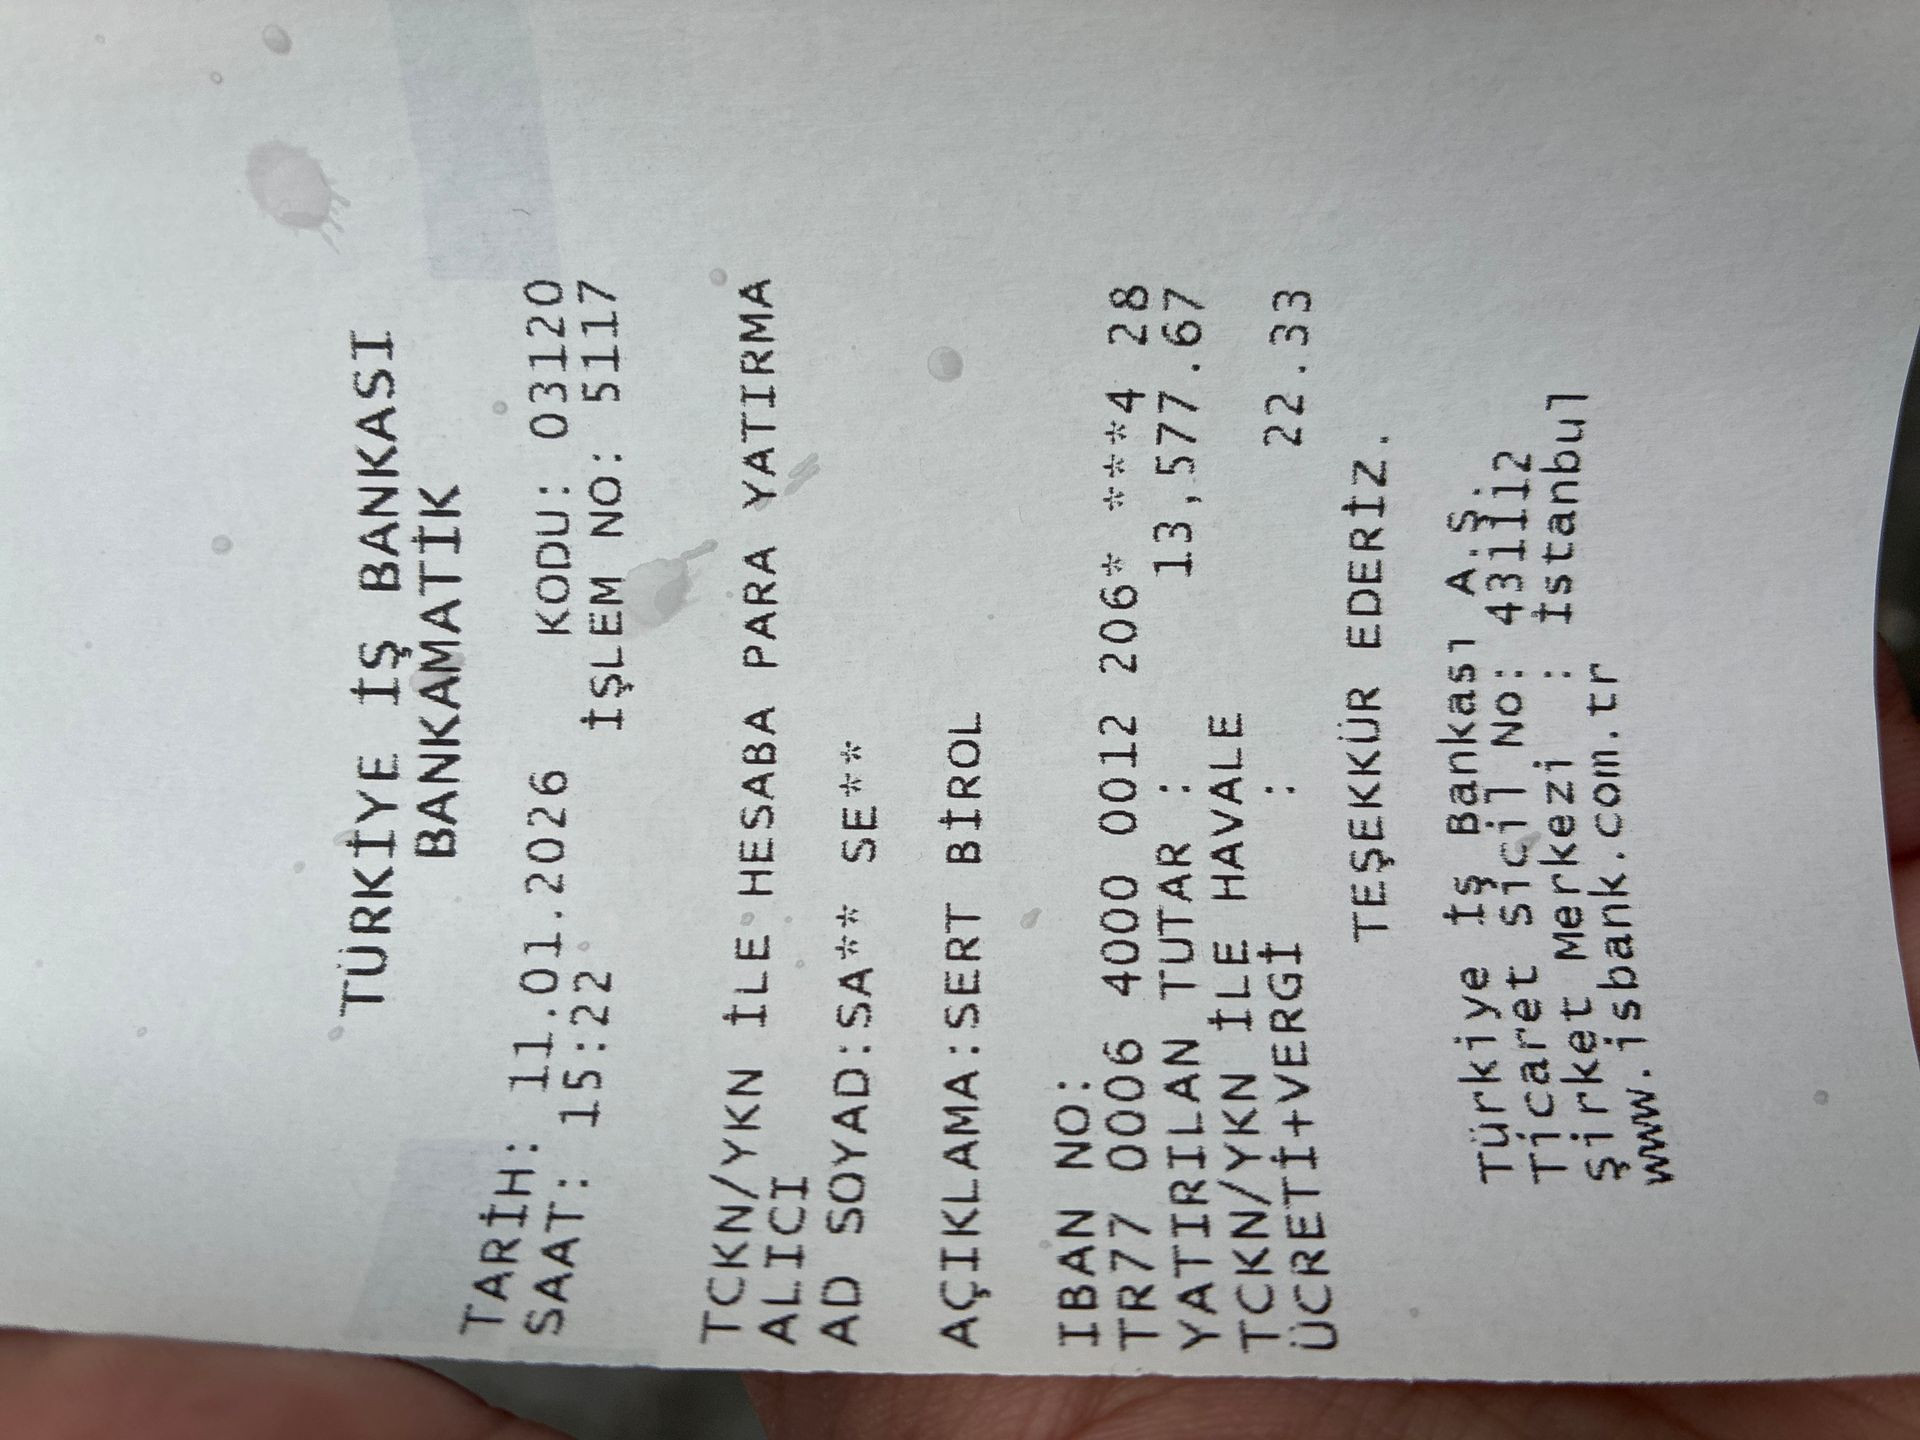 TÜRKİYE İŞ BANKASI
BANKAMATİK
TARİH: 11.01.2026 KODU: 03120
SAAT: 15:22 İŞLEM NO: 5117
TCKN/YKN İLE HESABA PARA YATIRMA
ALICI
AD SOYAD:SA** SE**
AÇIKLAMA:SERT BİROL
IBAN NO:
TR77 0006 4000 0012 206* ***4 28
YATIRILAN TUTAR : 13,577.67
TCKN/YKN İLE HAVALE
ÜCRETİ+VERGİ : 22.33
TEŞEKKÜR EDERİZ.
Türkiye İş Bankası A.Ş.
Ticaret Sicil No: 431112
Şirket Merkezi : İstanbul
www.isbank.com.tr